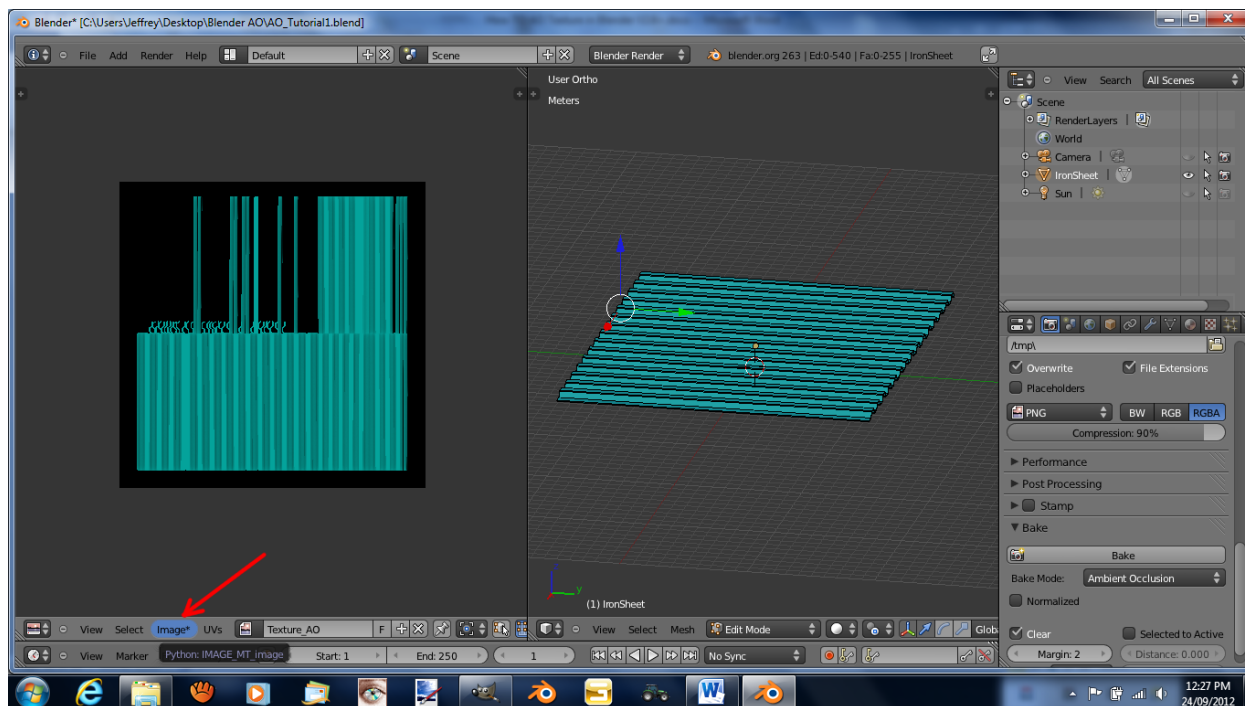 Blender* [C:\Users\Jeffrey\Desktop\Blender AO\AO_Tutorial1.blend]
File Add Render Help Default Scene Blender Render blender.org 263 | Ed:0-540 | Fa:0-255 | IronSheet
User Ortho
Meters
View Search All Scenes
Scene
RenderLayers |
World
Camera |
IronSheet |
Sun |
/tmp\
Overwrite File Extensions
Placeholders
PNG BW RGB RGBA
Compression: 90%
Performance
Post Processing
Stamp
Bake
Bake
Bake Mode: Ambient Occlusion
Normalized
Clear Selected to Active
Margin: 2 Distance: 0.000
z
y
(1) IronSheet
View Select Image* UVs Texture_AO F View Select Mesh Edit Mode Glob
View Marker Python: IMAGE_MT_image Start: 1 End: 250 1 No Sync
12:27 PM
24/09/2012